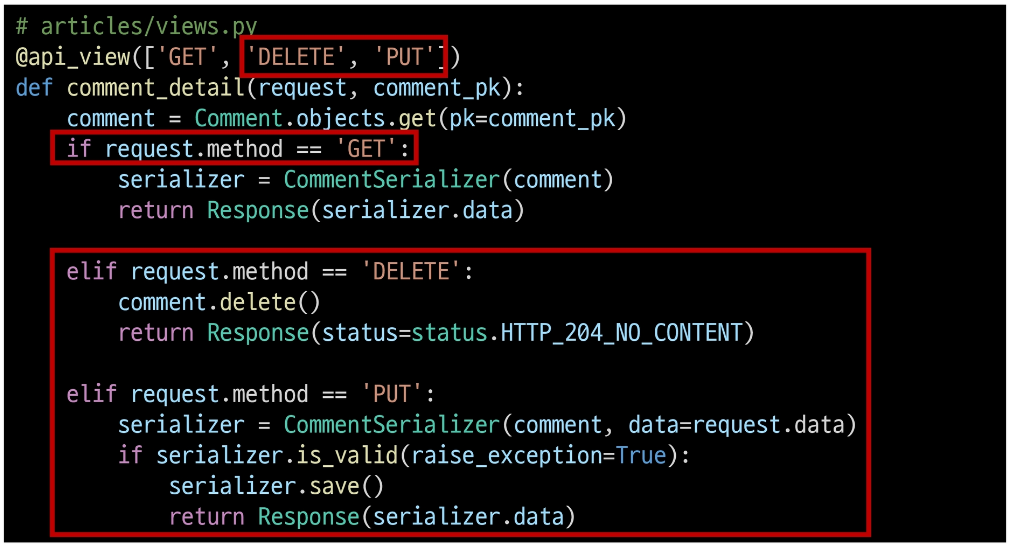 # articles/views.py
@api_view(['GET', 'DELETE', 'PUT'])
def comment_detail(request, comment_pk):
    comment = Comment.objects.get(pk=comment_pk)
    if request.method == 'GET':
        serializer = CommentSerializer(comment)
        return Response(serializer.data)

    elif request.method == 'DELETE':
        comment.delete()
        return Response(status=status.HTTP_204_NO_CONTENT)

    elif request.method == 'PUT':
        serializer = CommentSerializer(comment, data=request.data)
        if serializer.is_valid(raise_exception=True):
            serializer.save()
            return Response(serializer.data)